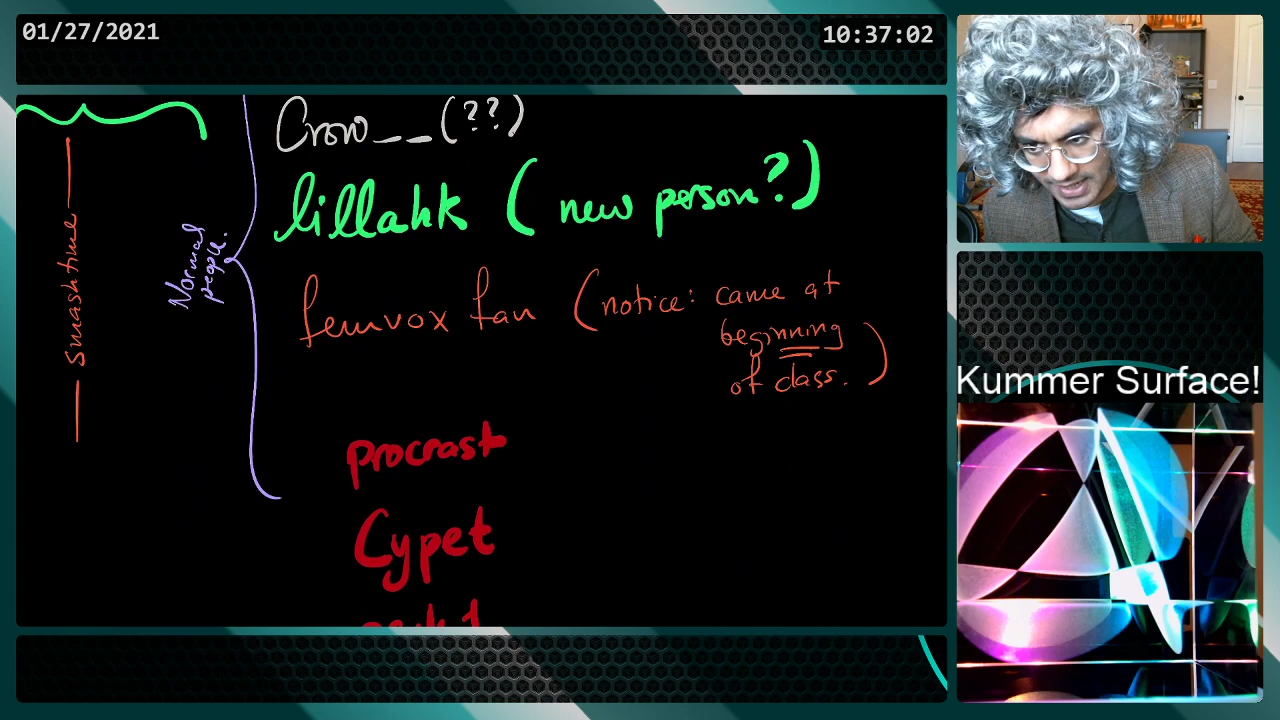 01/27/2021
10:37:02
Crow__(??)
lillahk (new person?)
Normal
people.
smashtime
femvox fan (notice: came at
beginning
of class.)
Kummer Surface!
procrast
Cypet